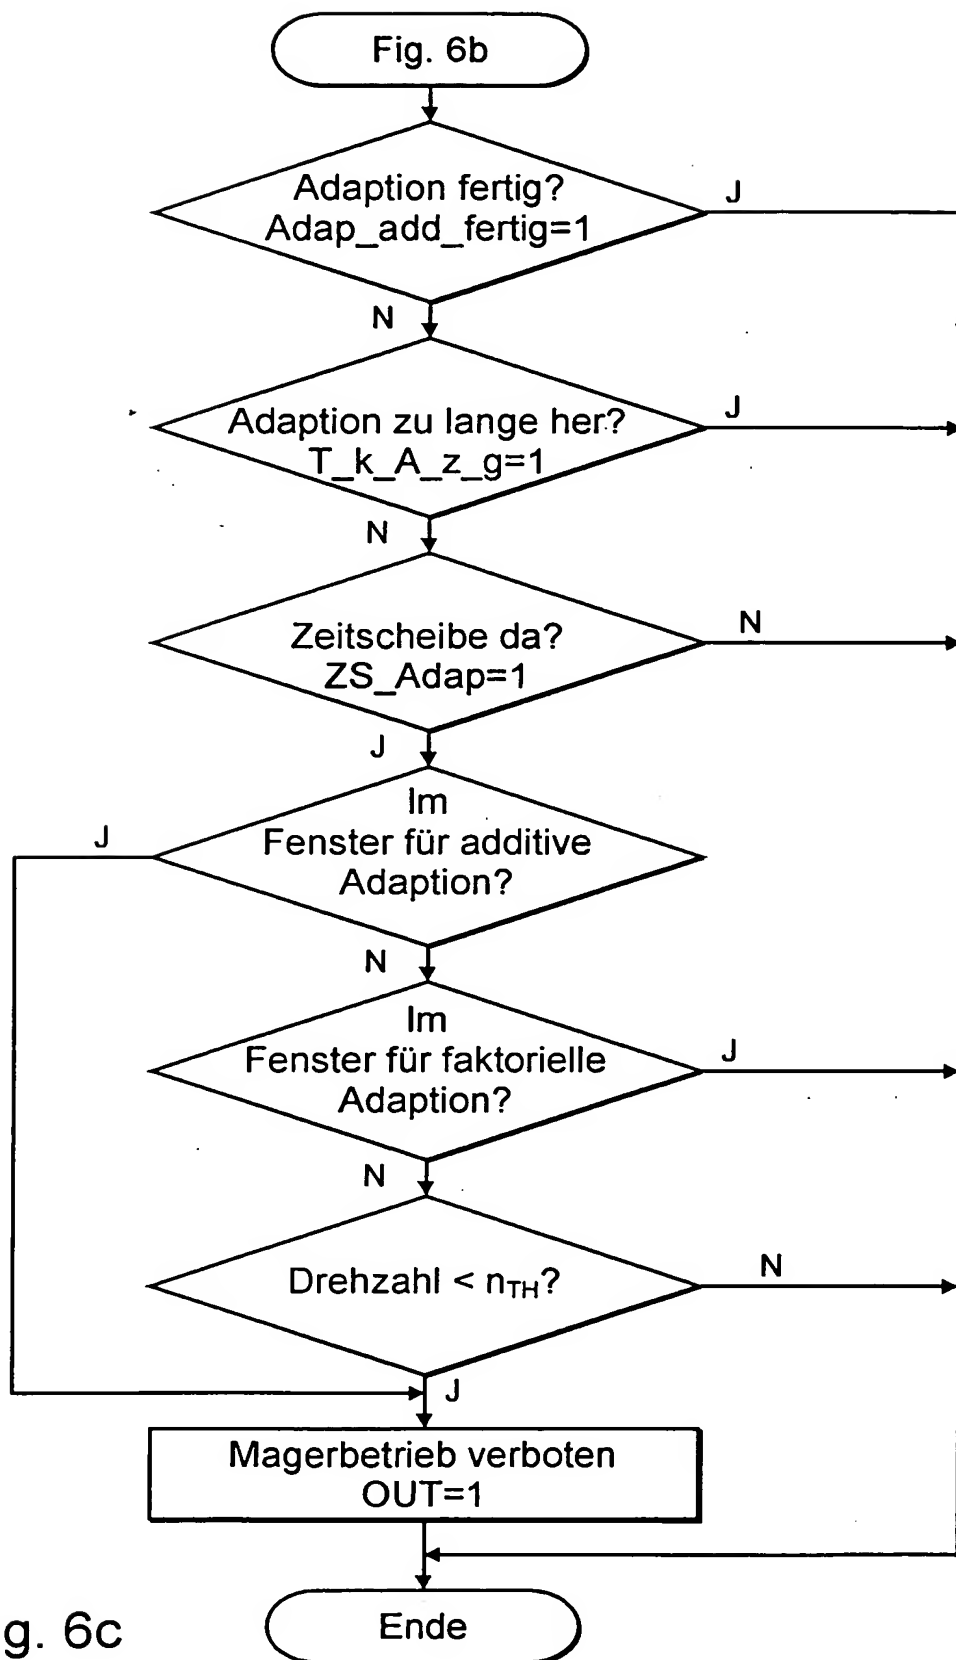 Fig. 6b
Adaption fertig?
Adap_add_fertig=1
J
N
Adaption zu lange her?
T_k_A_z_g=1
J
N
Zeitscheibe da?
ZS_Adap=1
N
J
Im
Fenster für additive
Adaption?
J
N
Im
Fenster für faktorielle
Adaption?
J
N
Drehzahl < nTH?
N
J
Magerbetrieb verboten
OUT=1
Ende
g. 6c